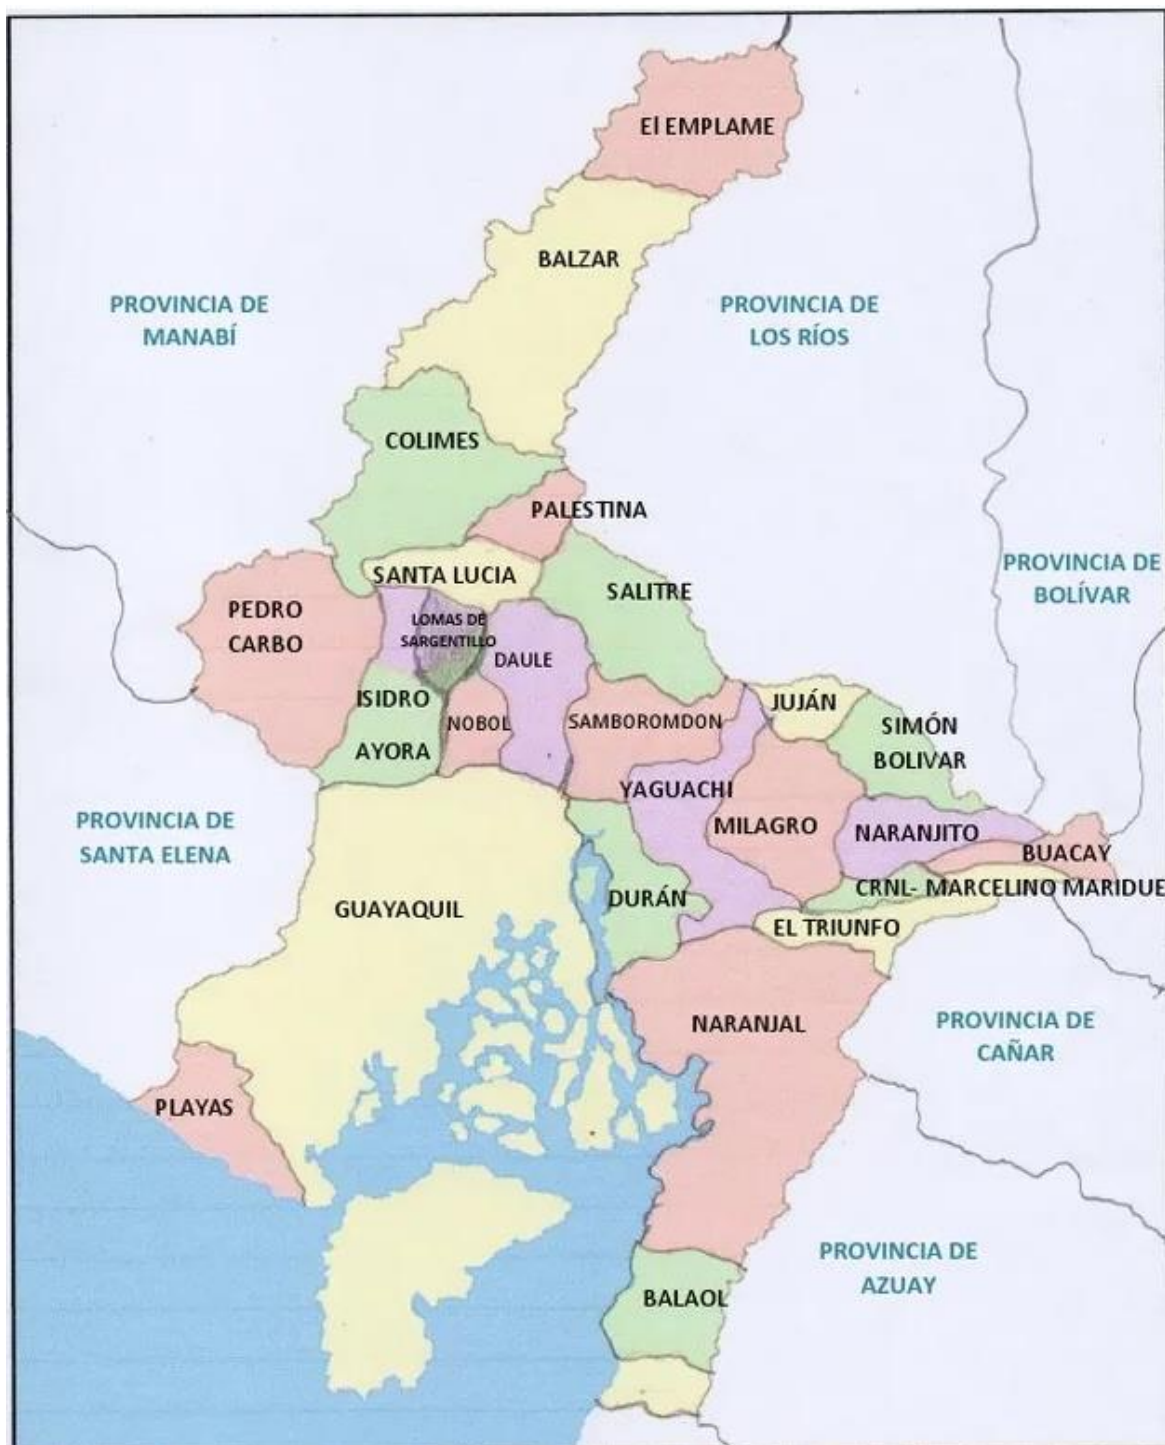 El EMPLAME
BALZAR
PROVINCIA DE
MANABÍ
PROVINCIA DE
LOS RÍOS
COLIMES
PALESTINA
SANTA LUCIA
SALITRE
PROVINCIA DE
BOLÍVAR
PEDRO
CARBO
LOMAS DE
SARGENTILLO
DAULE
ISIDRO
AYORA
NOBOL
SAMBOROMDON
JUJÁN
SIMÓN
BOLIVAR
YAGUACHI
MILAGRO
NARANJITO
BUACAY
PROVINCIA DE
SANTA ELENA
CRNL- MARCELINO MARIDUE
GUAYAQUIL
DURÁN
EL TRIUNFO
NARANJAL
PROVINCIA DE
CAÑAR
PLAYAS
PROVINCIA DE
AZUAY
BALAOL